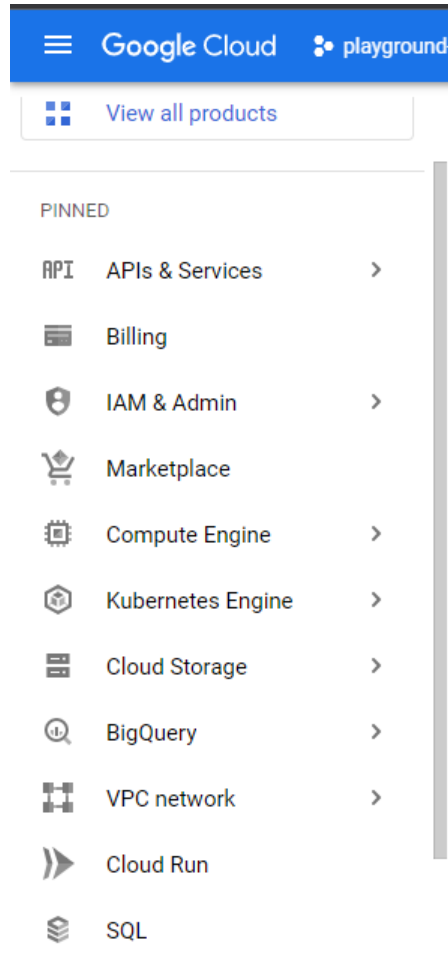 Google Cloud playground
View all products
PINNED
API APIs & Services
Billing
IAM & Admin
Marketplace
Compute Engine
Kubernetes Engine
Cloud Storage
BigQuery
VPC network
Cloud Run
SQL